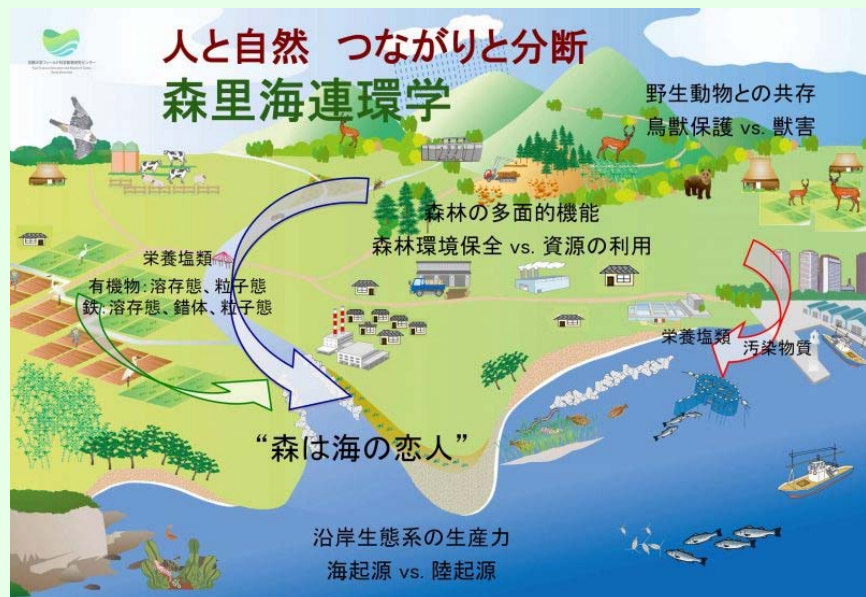 人と自然 つながりと分断
森里海連環学
野生動物との共存
鳥獣保護 vs. 獣害
森林の多面的機能
森林環境保全 vs. 資源の利用
栄養塩類
有機物:溶存態、粒子態
鉄:溶存態、錯体、粒子態
栄養塩類
汚染物質
“森は海の恋人”
沿岸生態系の生産力
海起源 vs. 陸起源